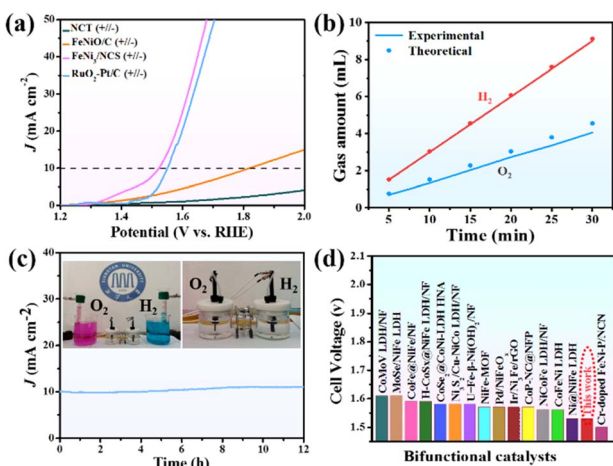 (a)
50
40
30
20
10
0
J (mA cm⁻²)
NCT (+/-)
FeNiO/C (+/-)
FeNi₃/NCS (+/-)
RuO₂-Pt/C (+/-)
1.2 1.4 1.6 1.8 2.0
Potential (V vs. RHE)
(b)
10
8
6
4
2
0
Gas amount (mL)
Experimental
Theoretical
H₂
O₂
5 10 15 20 25 30
Time (min)
(c)
40
30
20
10
0
J (mA cm⁻²)
O₂
H₂
O₂
H₂
0 2 4 6 8 10 12
Time (h)
(d)
2.1
2.0
1.9
1.8
1.7
1.6
1.5
Cell Voltage (v)
CoMoV LDH/NF
MoSe/NiFe LDH
CoFe@NiFe/NF
H-CoSx@NiFe LDH/NF
CoSe₂@CoNi-LDH HNA
Ni₃S₂/Cu-NiCo LDH/NF
U-Fe-β-Ni(OH)₂/NF
NiFe-MOF
Pd/NiFeOₓ
Ir/Ni Fe/rGO
CoP-NC@NFP
NiCoFe LDH/NF
CoFeNi LDH
Ni@NiFe LDH
This work
Cr-doped FeNi-P/NCN
Bifunctional catalysts